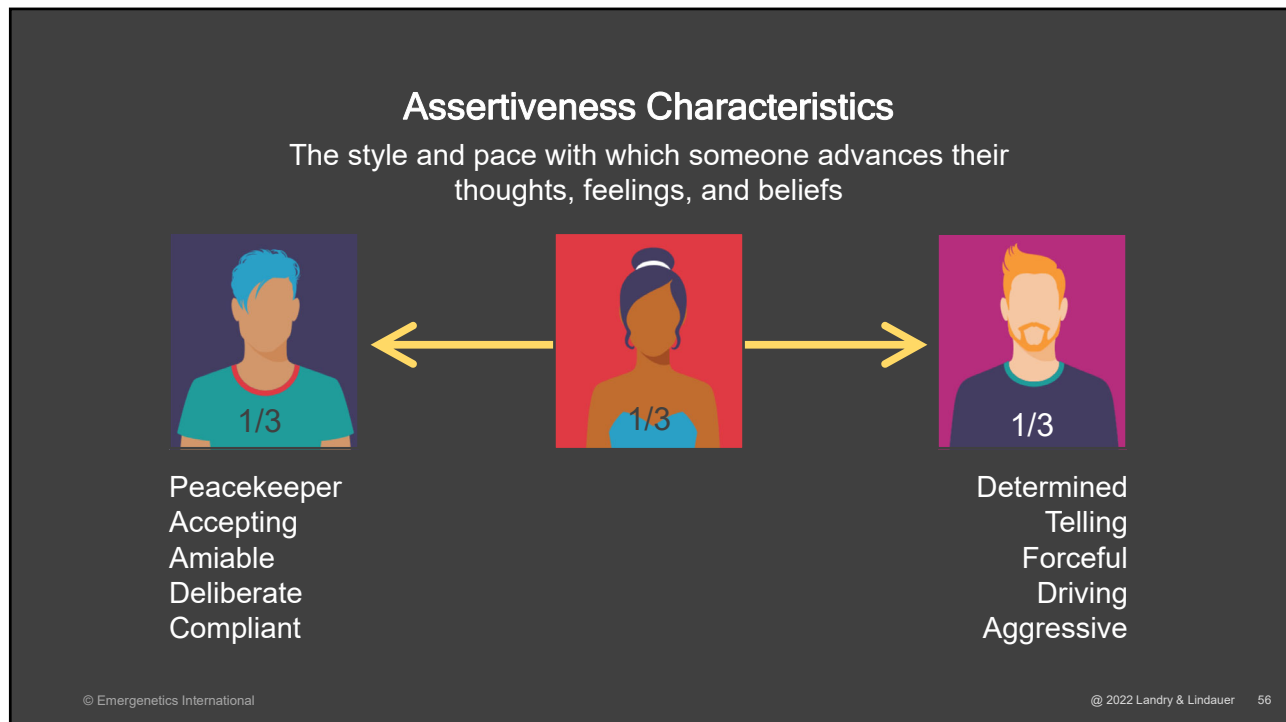 Assertiveness Characteristics
The style and pace with which someone advances their
thoughts, feelings, and beliefs
1/3
1/3
1/3
Peacekeeper
Accepting
Amiable
Deliberate
Compliant
Determined
Telling
Forceful
Driving
Aggressive
© Emergenetics International
@ 2022 Landry & Lindauer 56